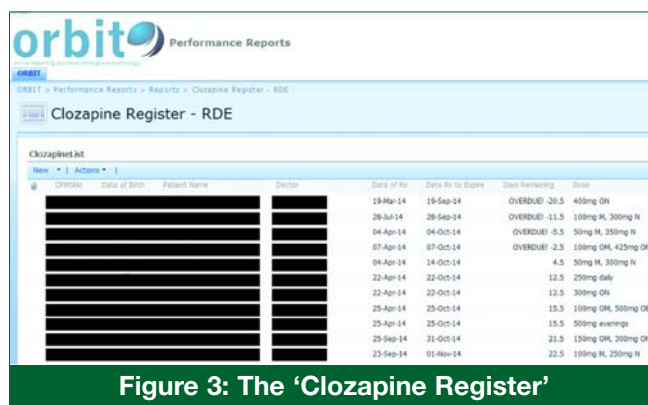 orbit Performance Reports
ORBIT
ORBIT > Performance Reports > Reports > Clozapine Register - RDE
Clozapine Register - RDE
ClozapineList
New | Actions |
CPMSNo Date of Birth Patient Name Doctor Date of Rx Date Rx to Expire Days Remaining Dose
19-Mar-14 19-Sep-14 OVERDUE! -20.5 400mg ON
28-Jul-14 28-Sep-14 OVERDUE! -11.5 100mg M, 300mg N
04-Apr-14 04-Oct-14 OVERDUE! -5.5 50mg M, 350mg N
07-Apr-14 07-Oct-14 OVERDUE! -2.5 100mg OM, 425mg ON
04-Apr-14 14-Oct-14 4.5 50mg M, 300mg N
22-Apr-14 22-Oct-14 12.5 250mg daily
22-Apr-14 22-Oct-14 12.5 300mg ON
25-Apr-14 25-Oct-14 15.5 100mg OM, 500mg
25-Apr-14 25-Oct-14 15.5 500mg evenings
25-Sep-14 31-Oct-14 21.5 150mg OM, 300mg
23-Sep-14 01-Nov-14 22.5 100mg M, 250mg N
Figure 3: The ‘Clozapine Register’